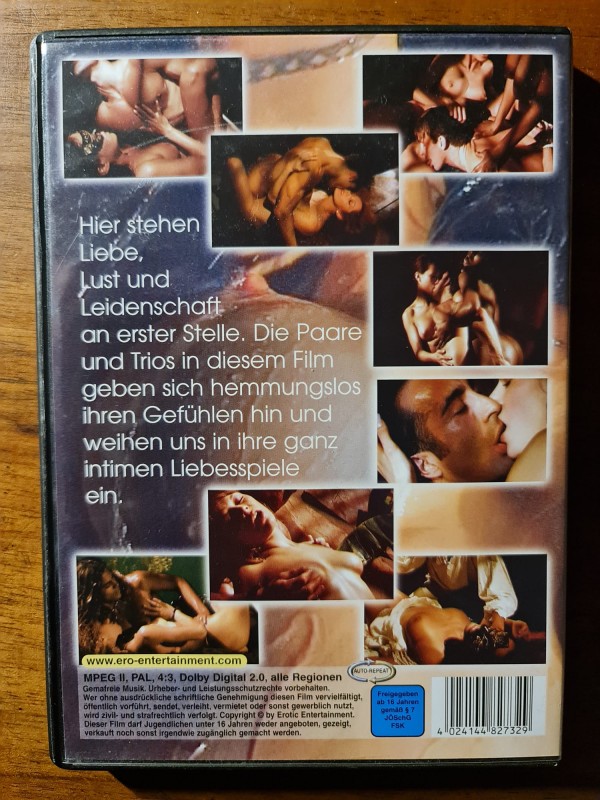 Hier stehen
Liebe,
Lust und
Leidenschaft
an erster Stelle. Die Paare
und Trios in diesem Film
geben sich hemmungslos
ihren Gefühlen hin und
weihen uns in ihre ganz
intimen Liebesspiele
ein.
www.ero-entertainment.com
MPEG II, PAL, 4:3, Dolby Digital 2.0, alle Regionen
Gemafreie Musik. Urheber- und Leistungsschutzrechte vorbehalten.
Wer ohne ausdrückliche schriftliche Genehmigung diesen Film vervielfältigt,
öffentlich vorführt, sendet, verleiht, vermietet oder sonst gewerblich nutzt,
wird zivil- und strafrechtlich verfolgt. Copyright © by Erotic Entertainment.
Dieser Film darf Jugendlichen unter 16 Jahren weder angeboten, gezeigt,
verkauft noch sonst irgendwie zugänglich gemacht werden.
AUTO-REPEAT
Freigegeben
ab 16 Jahren
gemäß § 7
JÖSchG
FSK
4 024144 827329